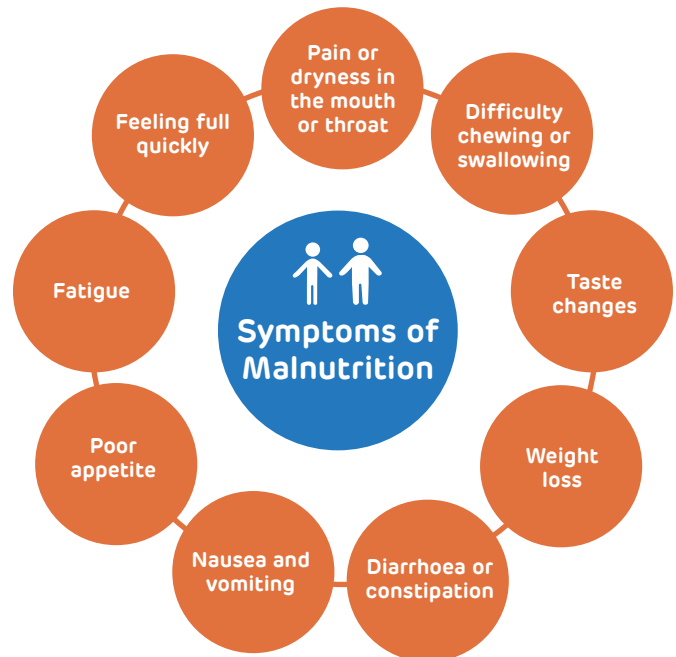 Symptoms of
Malnutrition
Pain or
dryness in
the mouth
or throat
Difficulty
chewing or
swallowing
Taste
changes
Weight
loss
Diarrhoea or
constipation
Nausea and
vomiting
Poor
appetite
Fatigue
Feeling full
quickly